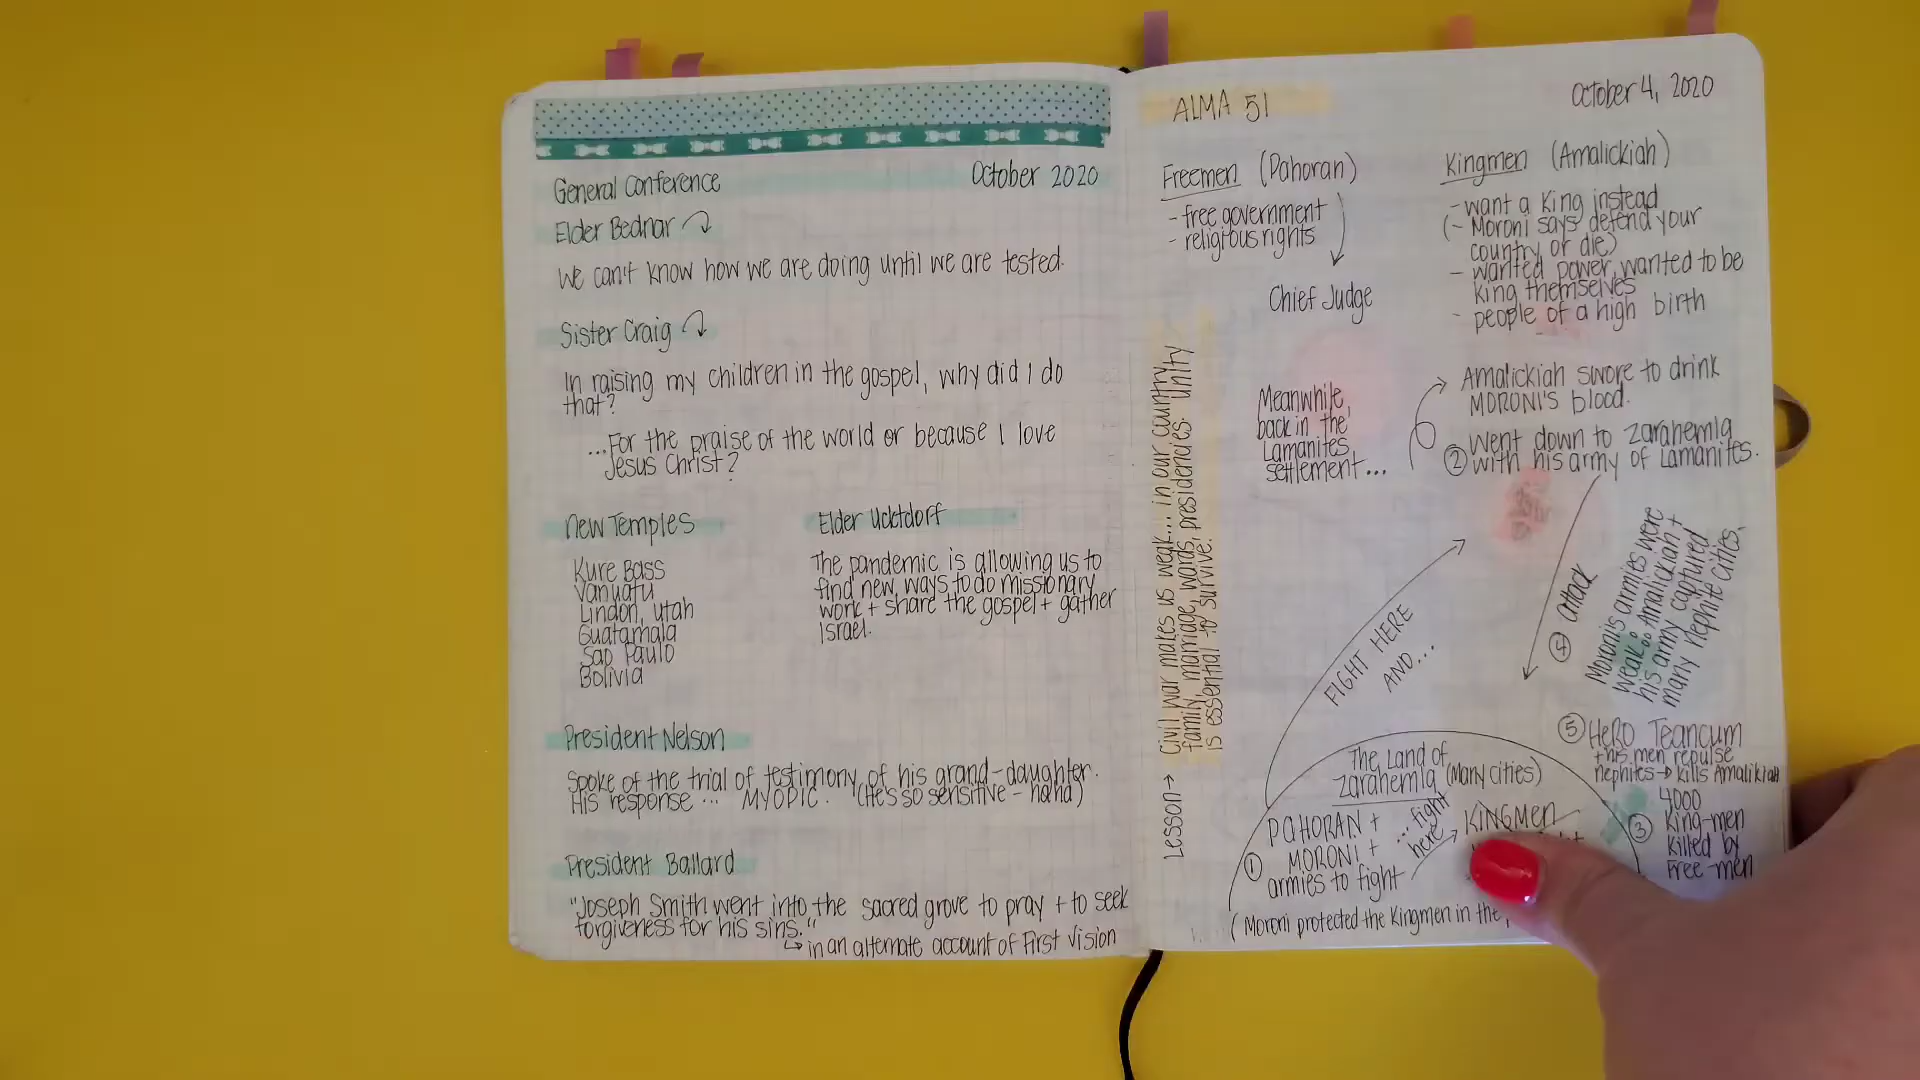 General Conference
October 2020
Elder Bednar
We can't know how we are doing until we are tested.
Sister Craig
In raising my children in the gospel, why did I do
that?
...For the praise of the world or because I love
Jesus Christ?
New Temples
Kure Bass
Vanuatu
Lindon, Utah
Guatamala
Sao Paulo
Bolivia
Elder Ucktdorf
The pandemic is allowing us to
find new ways to do missionary
work + share the gospel + gather
Israel.
President Nelson
Spoke of the trial of testimony of his grand-daughter.
His response ... MYOPIC. (He's so sensitive - haha)
President Ballard
"Joseph Smith went into the sacred grove to pray + to seek
forgiveness for his sins."
in an alternate account of First Vision
ALMA 51
October 4, 2020
Freemen (Pahoran)
- free government
- religious rights
Chief Judge
Kingmen (Amalickiah)
- want a King instead
(- Moroni says defend your
country or die)
- wanted power, wanted to be
King themselves
- people of a high birth
Meanwhile,
back in the
Lamanites
settlement...
Amalickiah swore to drink
MORONI'S blood.
② Went down to Zarahemla
with his army of Lamanites.
Lesson → Civil war makes us weak... in our country,
family, marriage, wards, presidencies. Unity
is essential to survive.
FIGHT HERE
AND...
④ attack
Moroni's armies were
weak.. Amalickiah +
his army captured
many Nephite cities.
⑤ HeRO Teancum
+ his men repulse
nephites → kills Amalikiah
The Land of
Zarahemla (Many cities)
① PAHORAN +
MORONI +
armies to fight
... fight
here
KINGMEN
③ 4000
King-men
killed by
Free-men
(Moroni protected the Kingmen in the